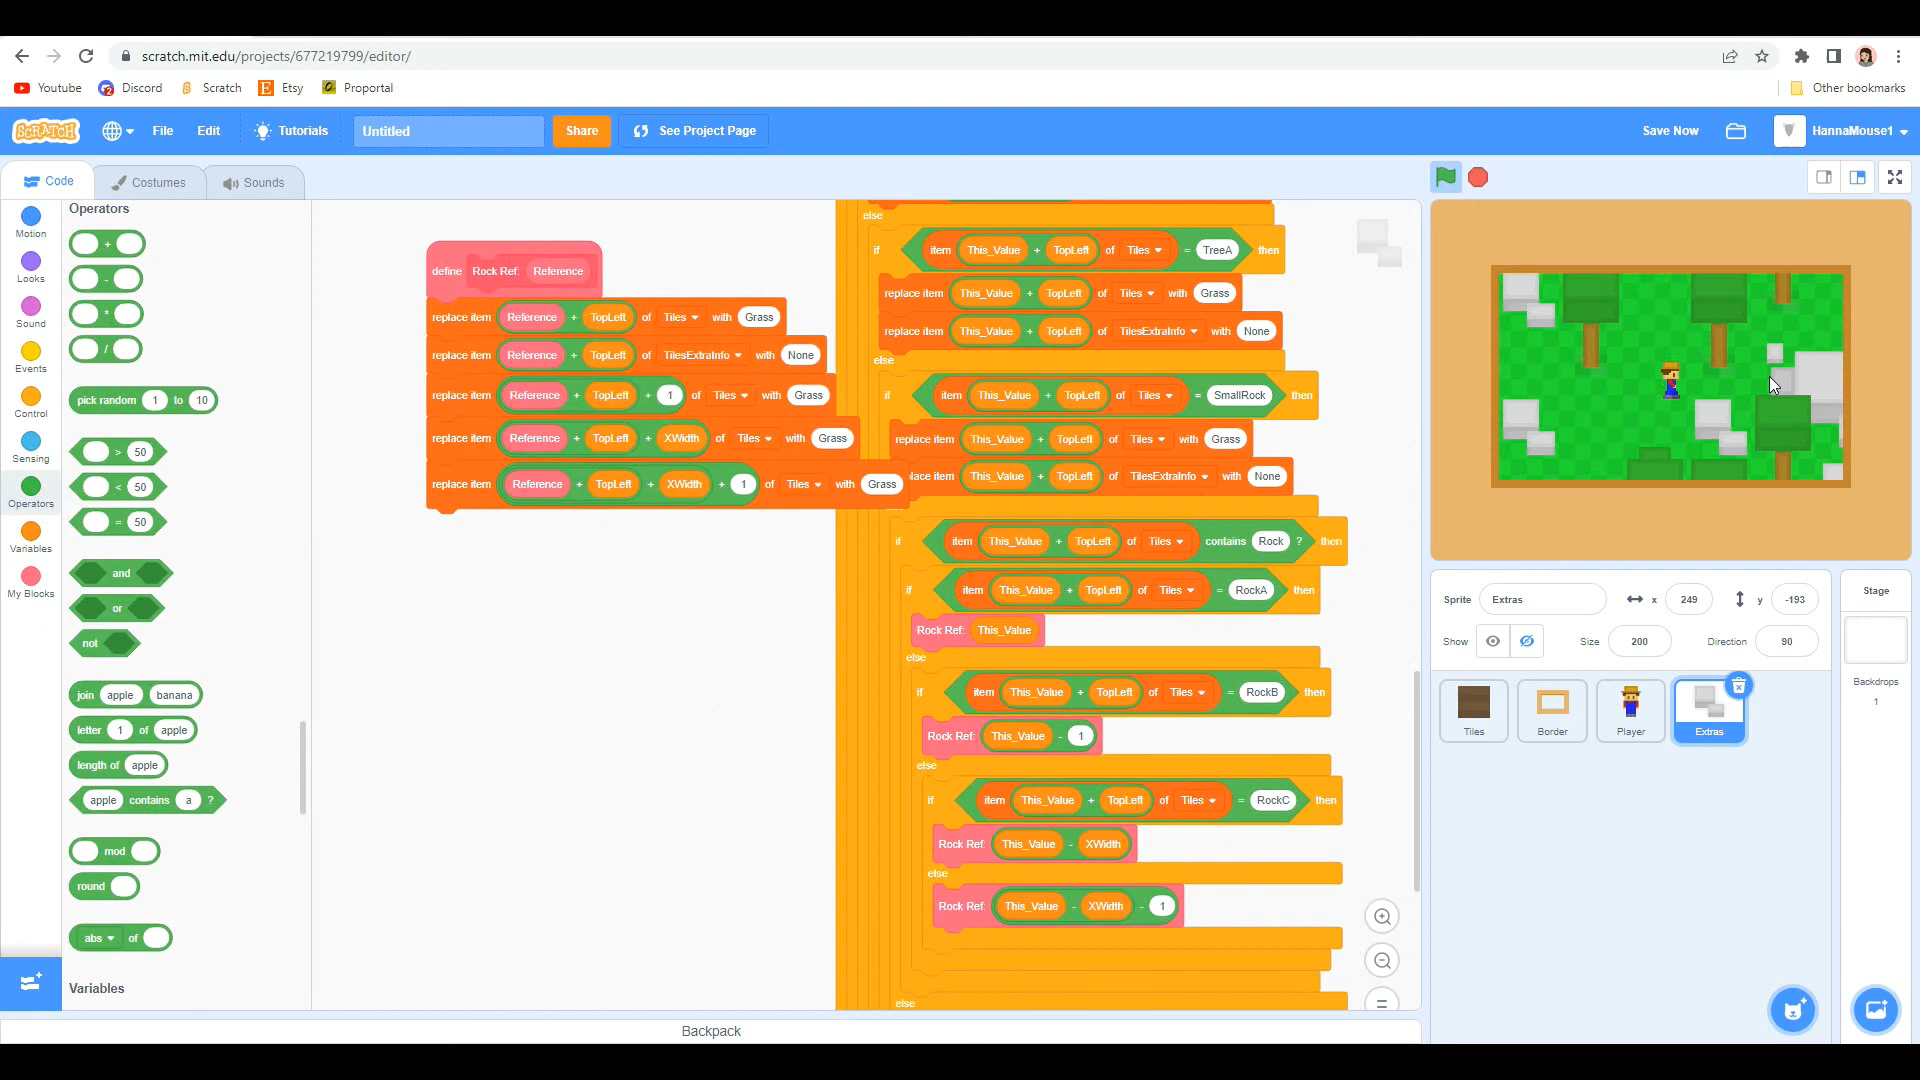 scratch.mit.edu/projects/677219799/editor/
Youtube Discord Scratch Etsy Proportal Other bookmarks
SCRATCH File Edit Tutorials Untitled Share See Project Page Save Now HannaMouse1
Code Costumes Sounds
Motion
Looks
Sound
Events
Control
Sensing
Operators
Variables
My Blocks
Operators
+
-
*
/
pick random 1 to 10
> 50
< 50
= 50
and
or
not
join apple banana
letter 1 of apple
length of apple
apple contains a ?
mod
round
abs of
Variables
define Rock Ref: Reference
replace item Reference + TopLeft of Tiles with Grass
replace item Reference + TopLeft of TilesExtraInfo with None
replace item Reference + TopLeft + 1 of Tiles with Grass
replace item Reference + TopLeft + XWidth of Tiles with Grass
replace item Reference + TopLeft + XWidth + 1 of Tiles with Grass
else
if item This_Value + TopLeft of Tiles = TreeA then
replace item This_Value + TopLeft of Tiles with Grass
replace item This_Value + TopLeft of TilesExtraInfo with None
else
if item This_Value + TopLeft of Tiles = SmallRock then
replace item This_Value + TopLeft of Tiles with Grass
lace item This_Value + TopLeft of TilesExtraInfo with None
if item This_Value + TopLeft of Tiles contains Rock ? then
if item This_Value + TopLeft of Tiles = RockA then
Rock Ref: This_Value
else
if item This_Value + TopLeft of Tiles = RockB then
Rock Ref: This_Value - 1
else
if item This_Value + TopLeft of Tiles = RockC then
Rock Ref: This_Value - XWidth
else
Rock Ref: This_Value - XWidth - 1
else
Backpack
Sprite Extras x 249 y -193
Show Size 200 Direction 90
Tiles Border Player Extras
Stage
Backdrops
1